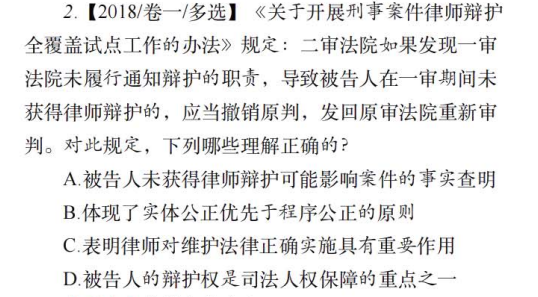 2.【2018/卷一/多选】《关于开展刑事案件律师辩护
全覆盖试点工作的办法》规定：二审法院如果发现一审
法院未履行通知辩护的职责，导致被告人在一审期间未
获得律师辩护的，应当撤销原判，发回原审法院重新审
判。对此规定，下列哪些理解正确的？
A.被告人未获得律师辩护可能影响案件的事实查明
B.体现了实体公正优先于程序公正的原则
C.表明律师对维护法律正确实施具有重要作用
D.被告人的辩护权是司法人权保障的重点之一